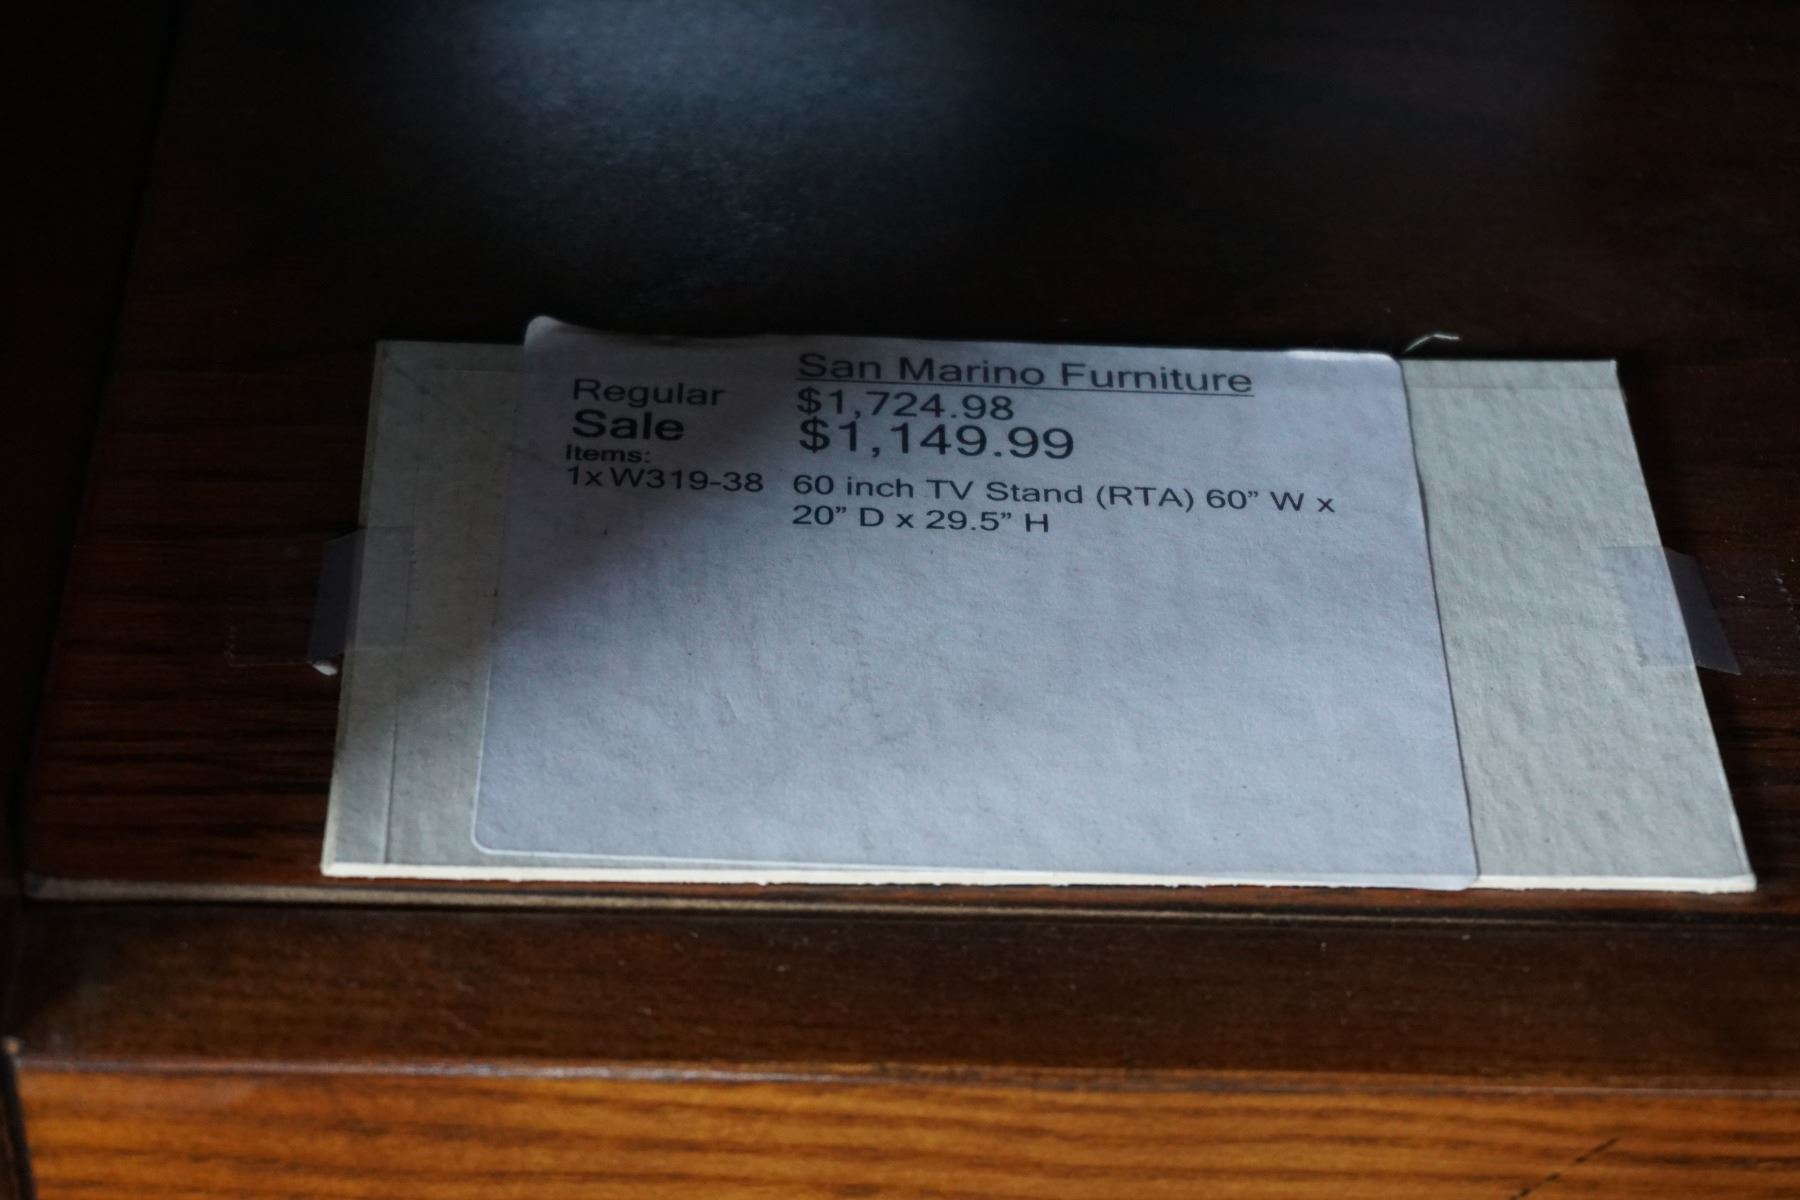 San Marino Furniture
Regular $1,724.98
Sale $1,149.99
Items:
1x W319-38 60 inch TV Stand (RTA) 60” W x
20” D x 29.5” H